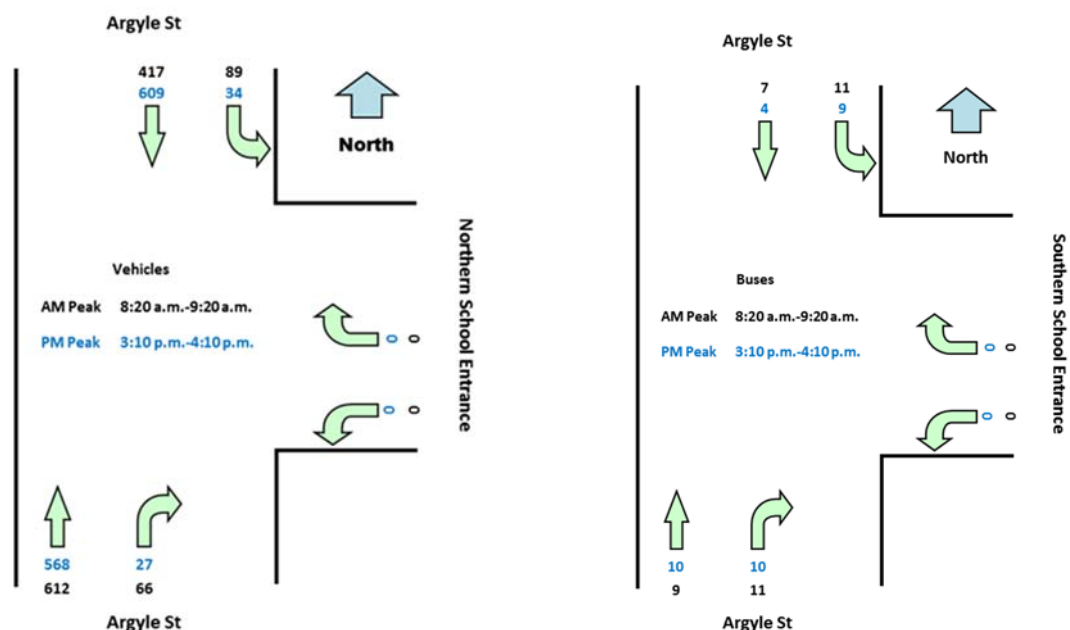 Argyle St
417 89
609 34
North
Vehicles
AM Peak 8:20 a.m.-9:20 a.m.
PM Peak 3:10 p.m.-4:10 p.m.
0 0
0 0
Northern School Entrance
568 27
612 66
Argyle St
Argyle St
7 11
4 9
North
Buses
AM Peak 8:20 a.m.-9:20 a.m.
PM Peak 3:10 p.m.-4:10 p.m.
0 0
0 0
Southern School Entrance
10 10
9 11
Argyle St